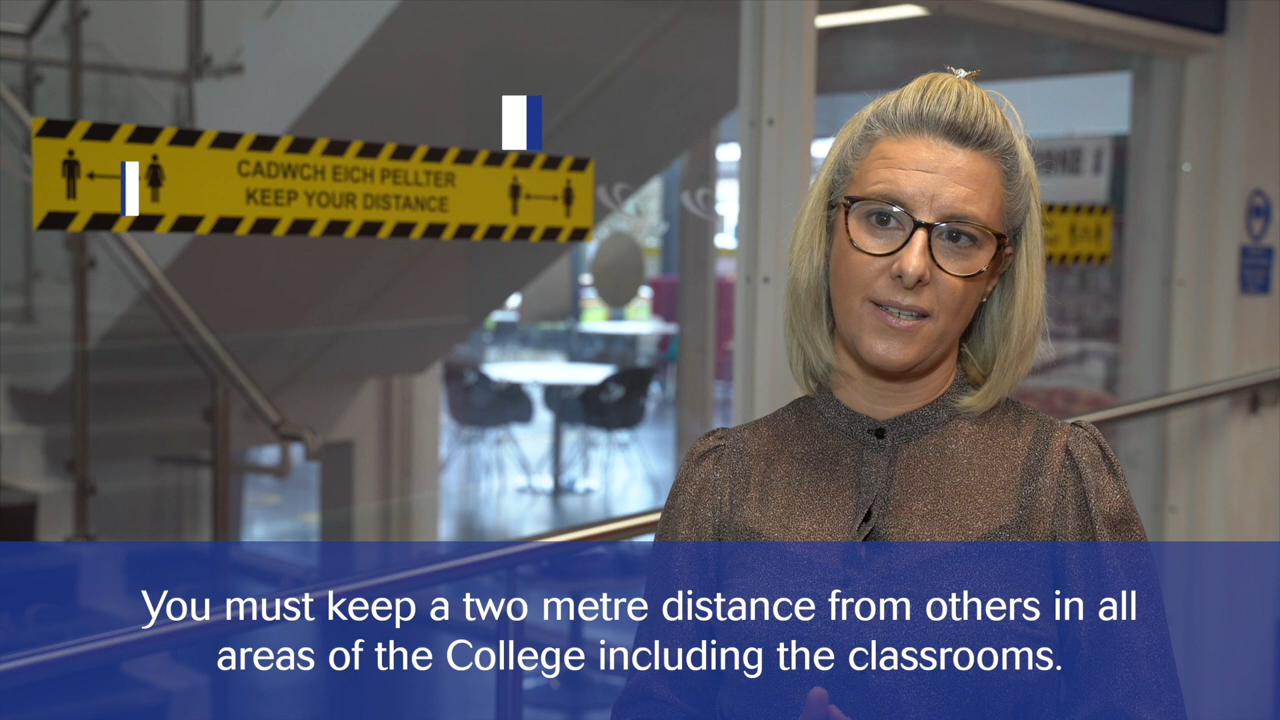 CADWCH EICH PELLTER
KEEP YOUR DISTANCE
You must keep a two metre distance from others in all
areas of the College including the classrooms.